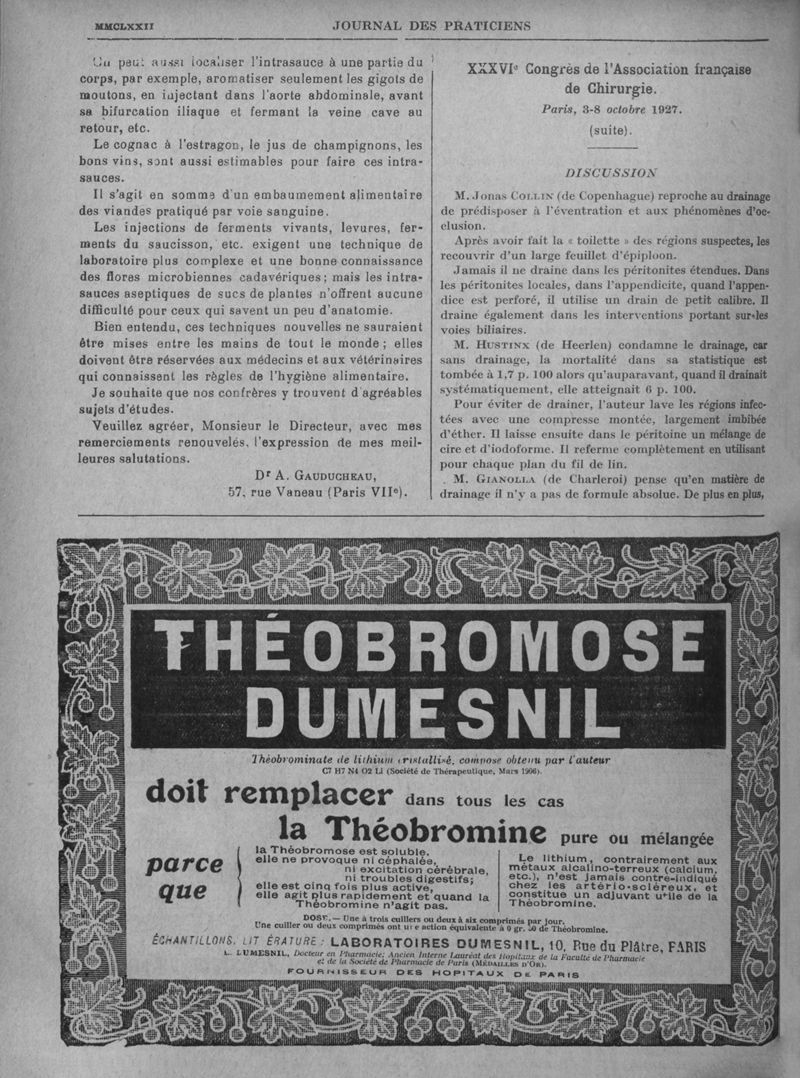 MMCLXXII
JOURNAL DES PRATICIENS
On peut aussi localiser l'intrasauce à une partie du
corps, par exemple, aromatiser seulement les gigots de
moutons, en injectant dans l'aorte abdominale, avant
sa bifurcation iliaque et fermant la veine cave au
retour, etc.
Le cognac à l'estragon, le jus de champignons, les
bons vins, sont aussi estimables pour faire ces intra-
sauces.
Il s'agit en somme d'un embaumement alimentaire
des viandes pratiqué par voie sanguine.
Les injections de ferments vivants, levures, fer-
ments du saucisson, etc. exigent une technique de
laboratoire plus complexe et une bonne connaissance
des flores microbiennes cadavériques ; mais les intra-
sauces aseptiques de sucs de plantes n'offrent aucune
difficulté pour ceux qui savent un peu d'anatomie.
Bien entendu, ces techniques nouvelles ne sauraient
être mises entre les mains de tout le monde ; elles
doivent être réservées aux médecins et aux vétérinaires
qui connaissent les règles de l'hygiène alimentaire.
Je souhaite que nos confrères y trouvent d'agréables
sujets d'études.
Veuillez agréer, Monsieur le Directeur, avec mes
remerciements renouvelés, l'expression de mes meil-
leures salutations.
Dr A. GAUDUCHEAU,
57, rue Vaneau (Paris VIIe).
XXXVIe Congrès de l'Association française
de Chirurgie.
Paris, 3-8 octobre 1927.
(suite).
DISCUSSION
M. Jonas COLLIN (de Copenhague) reproche au drainage
de prédisposer à l'éventration et aux phénomènes d'oc-
clusion.
Après avoir fait la « toilette » des régions suspectes, les
recouvrir d'un large feuillet d'épiploon.
Jamais il ne draine dans les péritonites étendues. Dans
les péritonites locales, dans l'appendicite, quand l'appen-
dice est perforé, il utilise un drain de petit calibre. Il
draine également dans les interventions portant sur les
voies biliaires.
M. HUSTINX (de Heerlen) condamne le drainage, car
sans drainage, la mortalité dans sa statistique est
tombée à 1,7 p. 100 alors qu'auparavant, quand il drainait
systématiquement, elle atteignait 6 p. 100.
Pour éviter de drainer, l'auteur lave les régions infec-
tées avec une compresse montée, largement imbibée
d'éther. Il laisse ensuite dans le péritoine un mélange de
cire et d'iodoforme. Il referme complètement en utilisant
pour chaque plan du fil de lin.
M. GIANOLLA (de Charleroi) pense qu'en matière de
drainage il n'y a pas de formule absolue. De plus en plus,
THÉOBROMOSE
DUMESNIL
Théobrominate de lithium cristallisé, composé obtenu par l'auteur
C7 H7 N4 O2 Li (Société de Thérapeutique, Mars 1906).
doit remplacer dans tous les cas
la Théobromine pure ou mélangée
parce
que
la Théobromose est soluble,
elle ne provoque ni céphalée,
ni excitation cérébrale,
ni troubles digestifs;
elle est cinq fois plus active,
elle agit plus rapidement et quand la
Théobromine n'agit pas.
Le lithium, contrairement aux
métaux alcalino-terreux (calcium,
etc.), n'est jamais contre-indiqué
chez les artério-scléreux, et
constitue un adjuvant utile de la
Théobromine.
DOSE. — Une à trois cuillers ou deux à six comprimés par jour.
Une cuiller ou deux comprimés ont une action équivalente à 0 gr. 50 de Théobromine.
ÉCHANTILLONS, LITTÉRATURE : LABORATOIRES DUMESNIL, 10, Rue du Plâtre, PARIS
L. DUMESNIL, Docteur en Pharmacie; Ancien Interne Lauréat des Hopitaux de la Faculté de Pharmacie
et de la Société de Pharmacie de Paris (MÉDAILLES D'OR).
FOURNISSEUR DES HOPITAUX DE PARIS